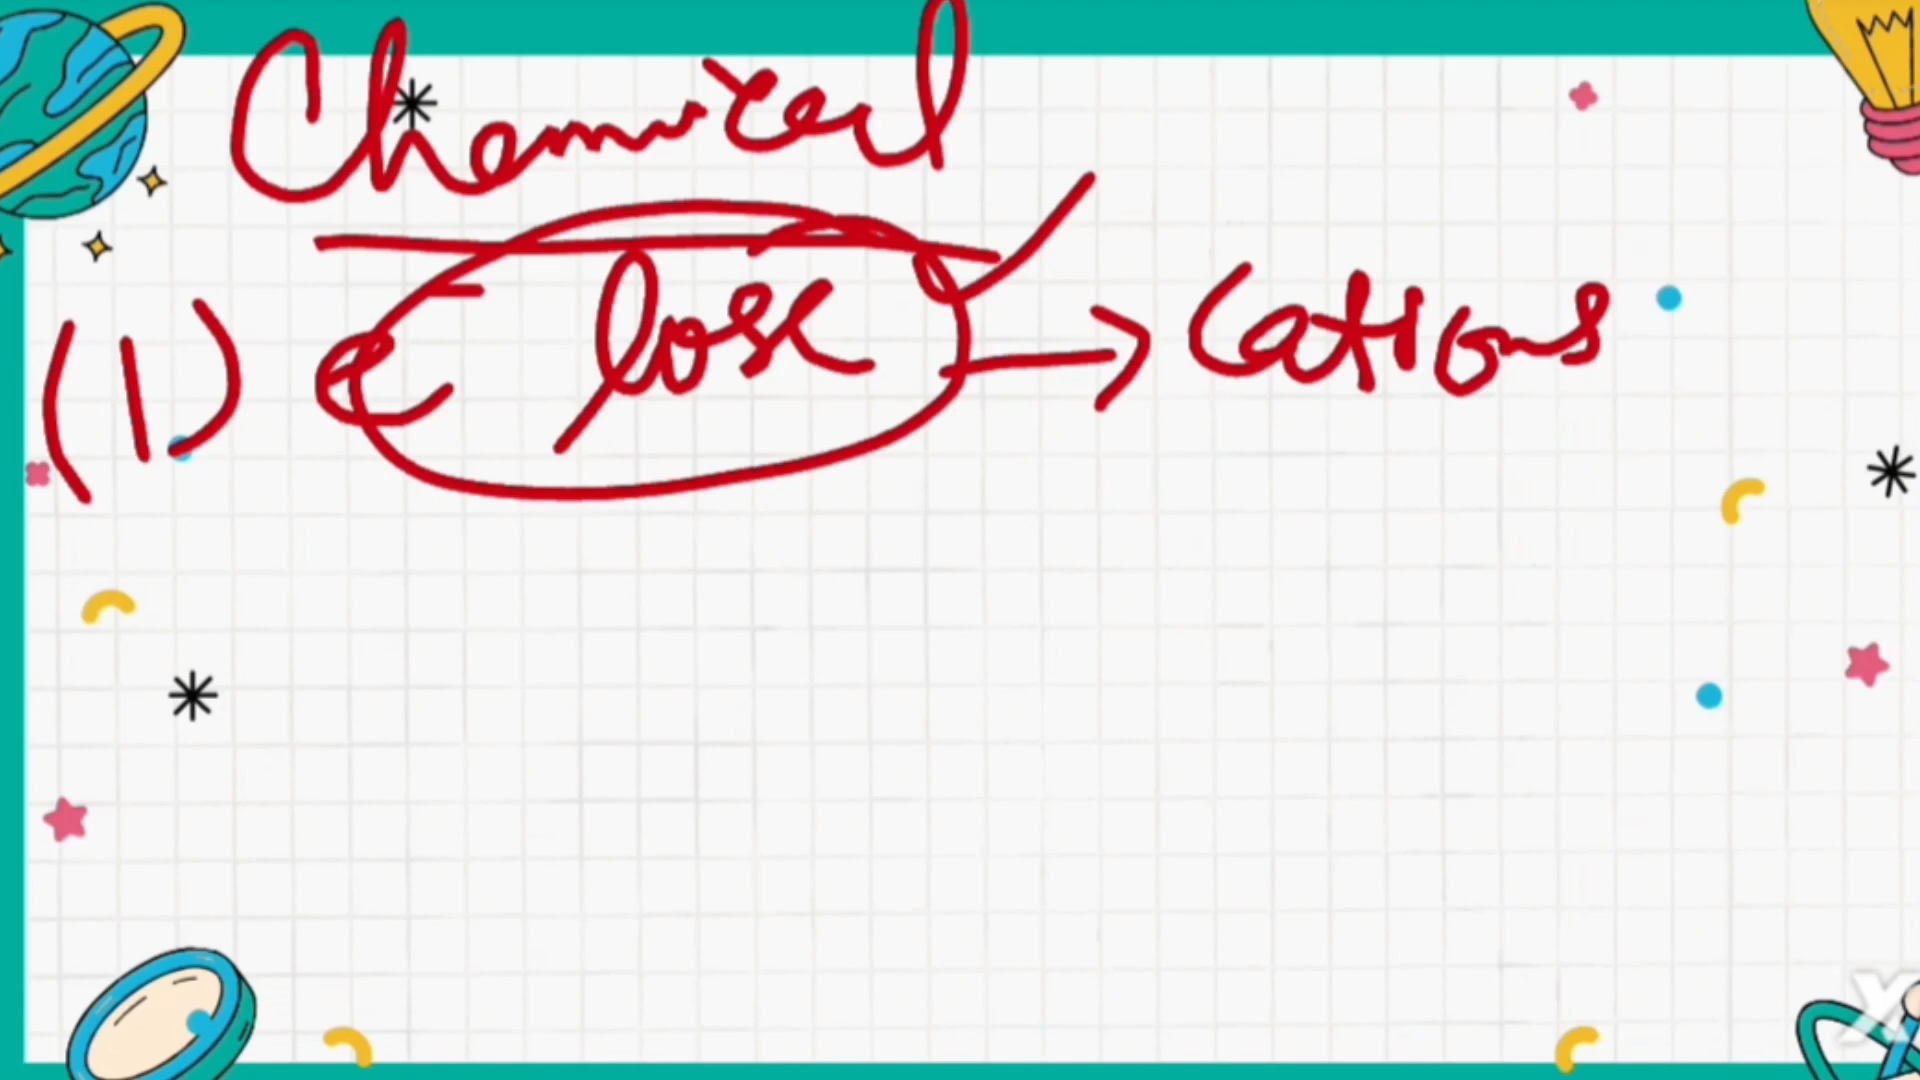 Chemical
(1) e⁻ lose → cations
X